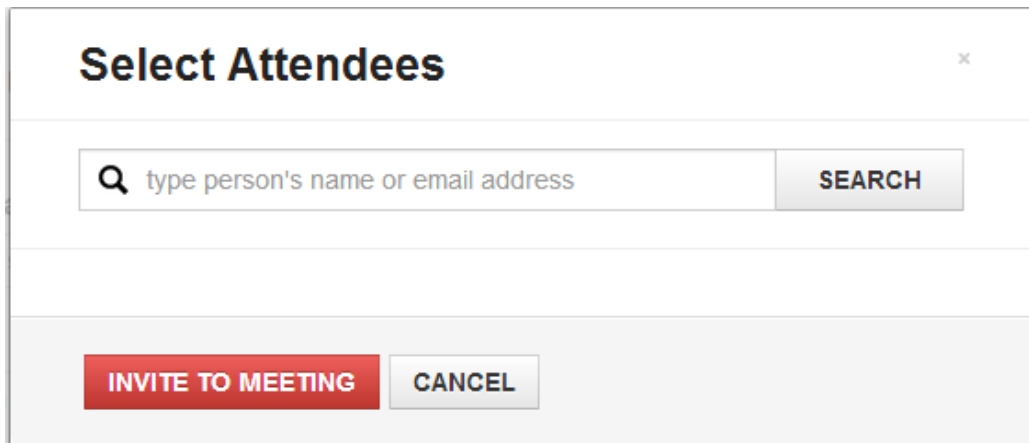 Select Attendees
×
type person's name or email address
SEARCH
INVITE TO MEETING
CANCEL